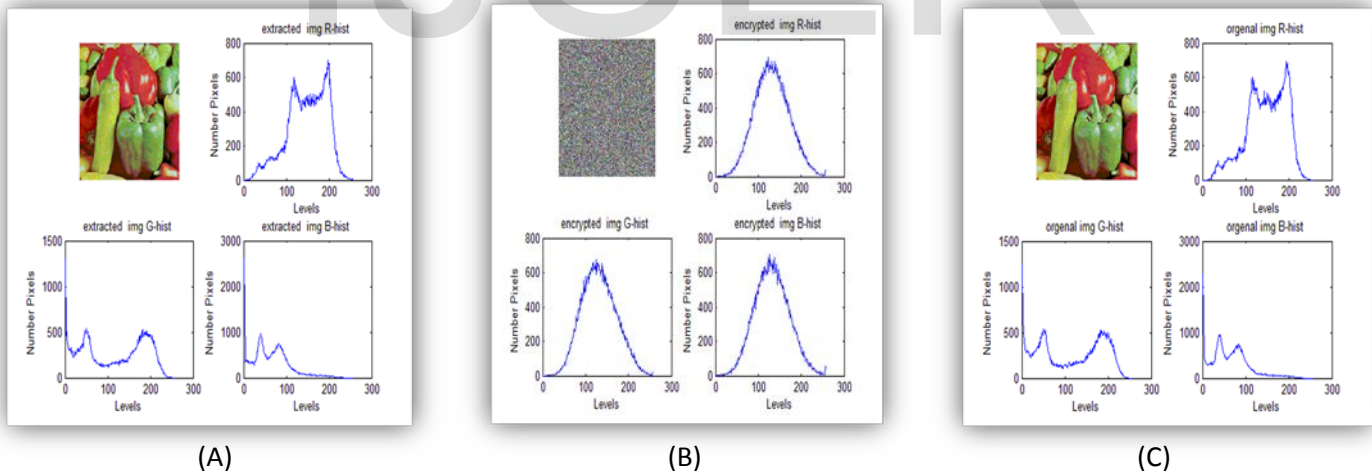 extracted img R-hist
800
600
400
200
0
Number Pixels
0 100 200 300
Levels
extracted img G-hist
1500
1000
500
0
Number Pixels
0 100 200 300
Levels
extracted img B-hist
3000
2000
1000
0
Number Pixels
0 100 200 300
Levels
(A)
encrypted img R-hist
800
600
400
200
0
Number Pixels
0 100 200 300
Levels
encrypted img G-hist
800
600
400
200
0
Number Pixels
0 100 200 300
Levels
encrypted img B-hist
800
600
400
200
0
Number Pixels
0 100 200 300
Levels
(B)
orgenal img R-hist
800
600
400
200
0
Number Pixels
0 100 200 300
Levels
orgenal img G-hist
1500
1000
500
0
Number Pixels
0 100 200 300
Levels
orgenal img B-hist
3000
2000
1000
0
Number Pixels
0 100 200 300
Levels
(C)